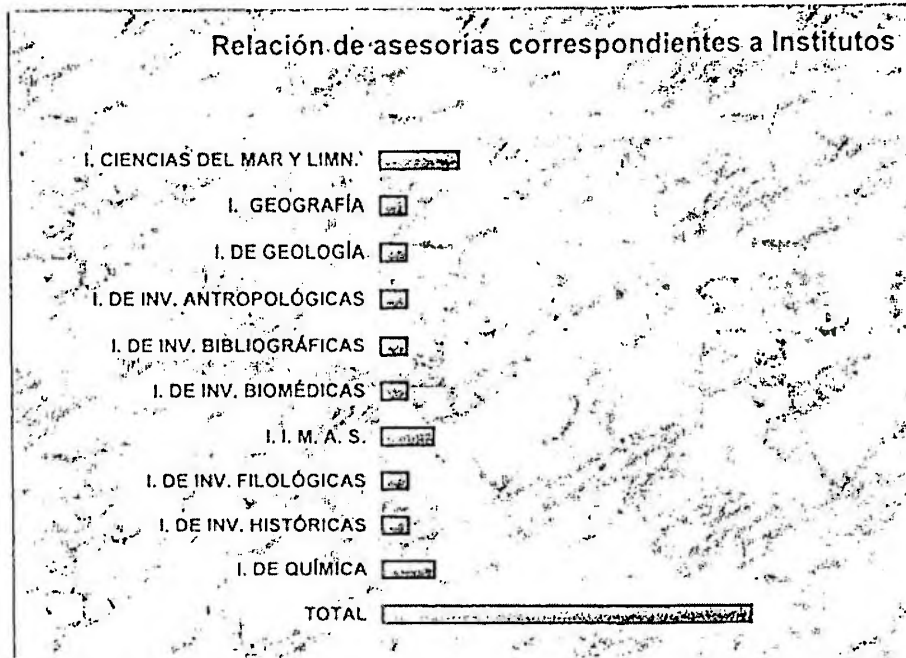 Relación de asesorías correspondientes a Institutos
I. CIENCIAS DEL MAR Y LIMN.
I. GEOGRAFÍA
I. DE GEOLOGÍA
I. DE INV. ANTROPOLÓGICAS
I. DE INV. BIBLIOGRÁFICAS
I. DE INV. BIOMÉDICAS
I. I. M. A. S.
I. DE INV. FILOLÓGICAS
I. DE INV. HISTÓRICAS
I. DE QUÍMICA
TOTAL